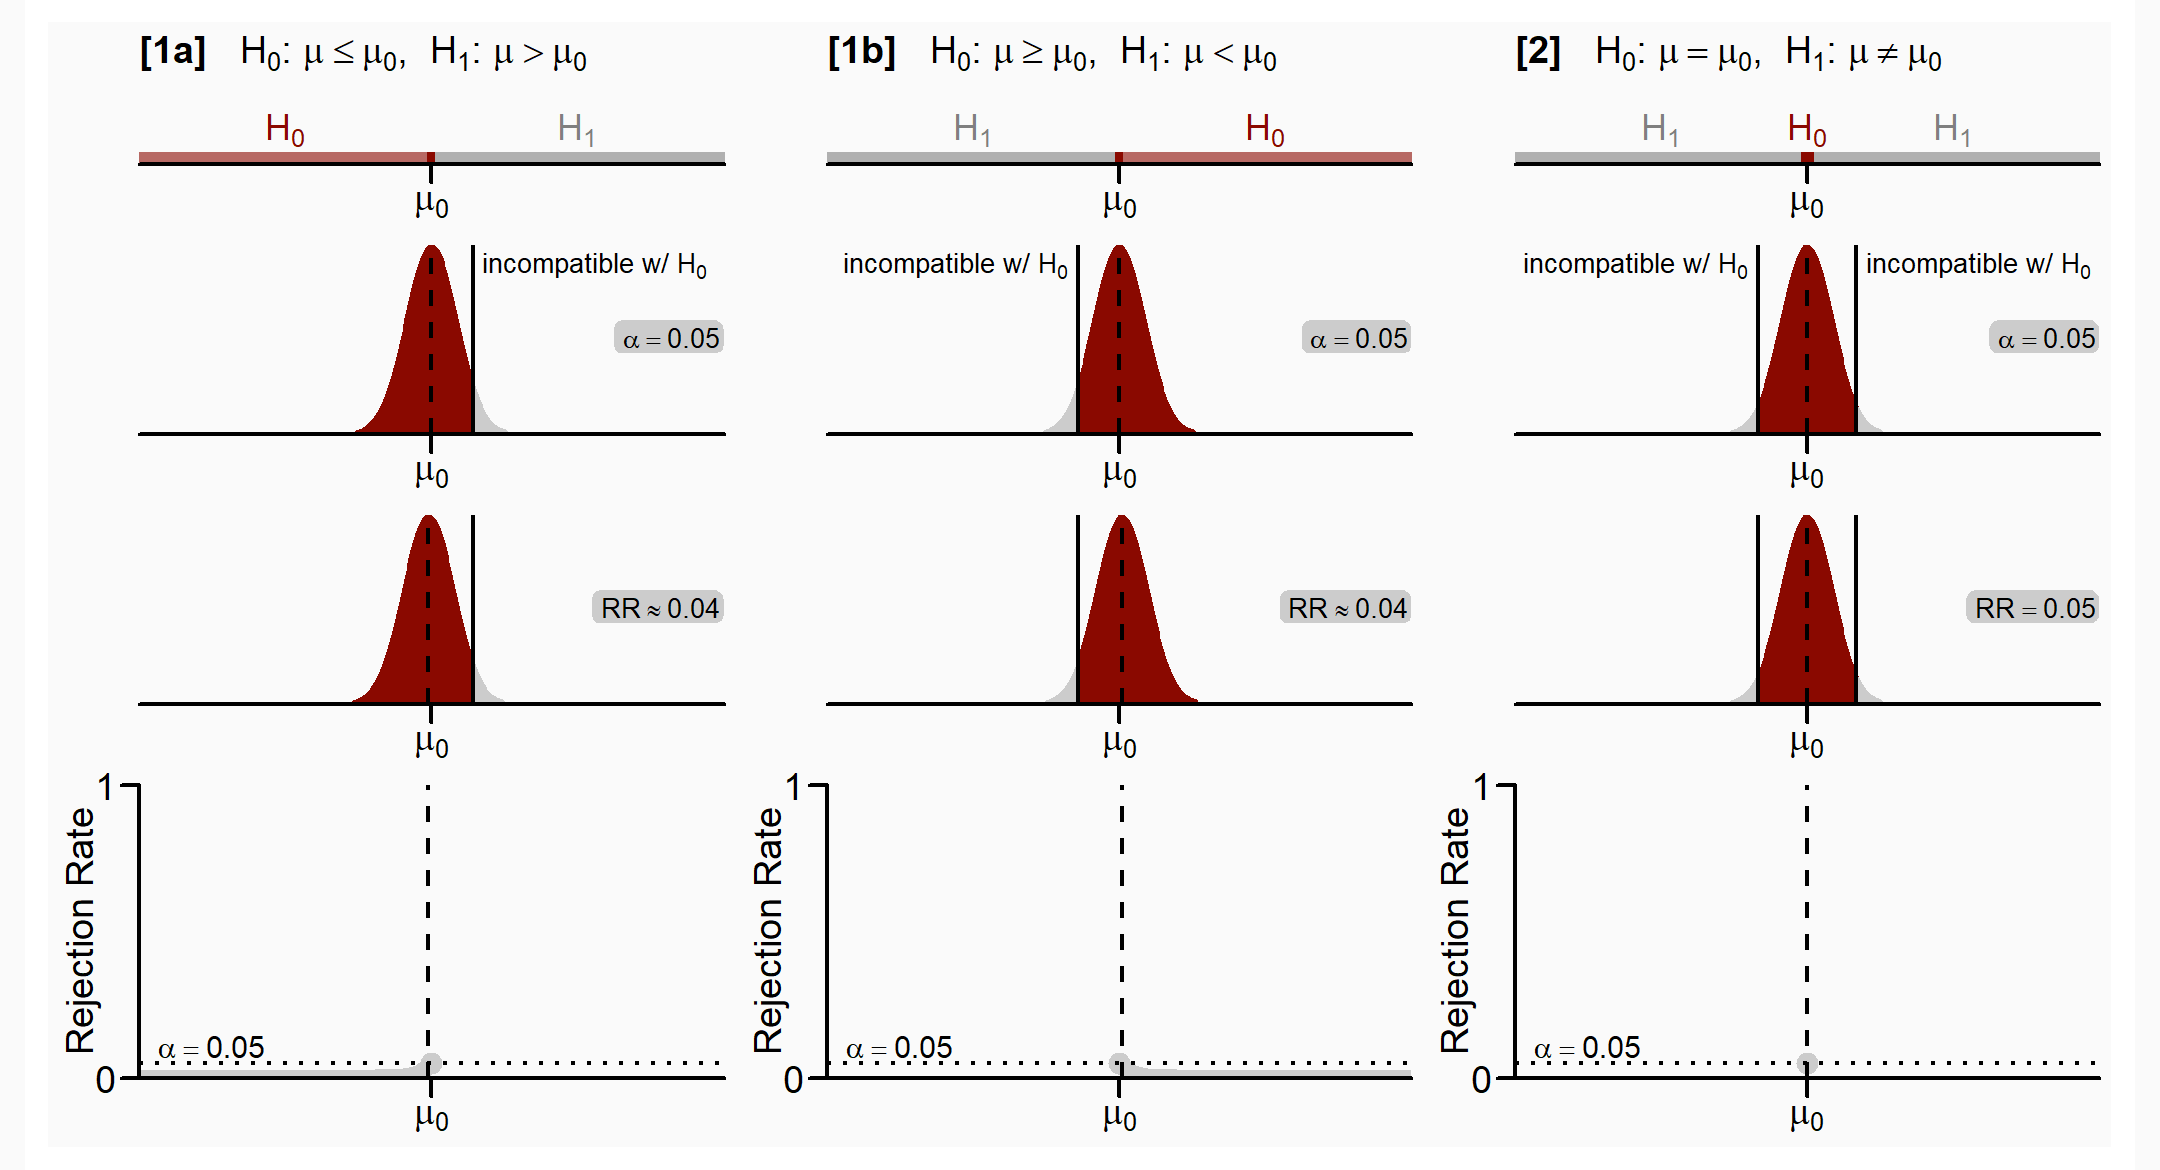 [1a] H₀: μ ≤ μ₀, H₁: μ > μ₀
H₀ H₁
μ₀
incompatible w/ H₀
α = 0.05
μ₀
RR ≈ 0.04
μ₀
1
Rejection Rate
α = 0.05
0
μ₀
[1b] H₀: μ ≥ μ₀, H₁: μ < μ₀
H₁ H₀
μ₀
incompatible w/ H₀
α = 0.05
μ₀
RR ≈ 0.04
μ₀
1
Rejection Rate
α = 0.05
0
μ₀
[2] H₀: μ = μ₀, H₁: μ ≠ μ₀
H₁ H₀ H₁
μ₀
incompatible w/ H₀ incompatible w/ H₀
α = 0.05
μ₀
RR = 0.05
μ₀
1
Rejection Rate
α = 0.05
0
μ₀